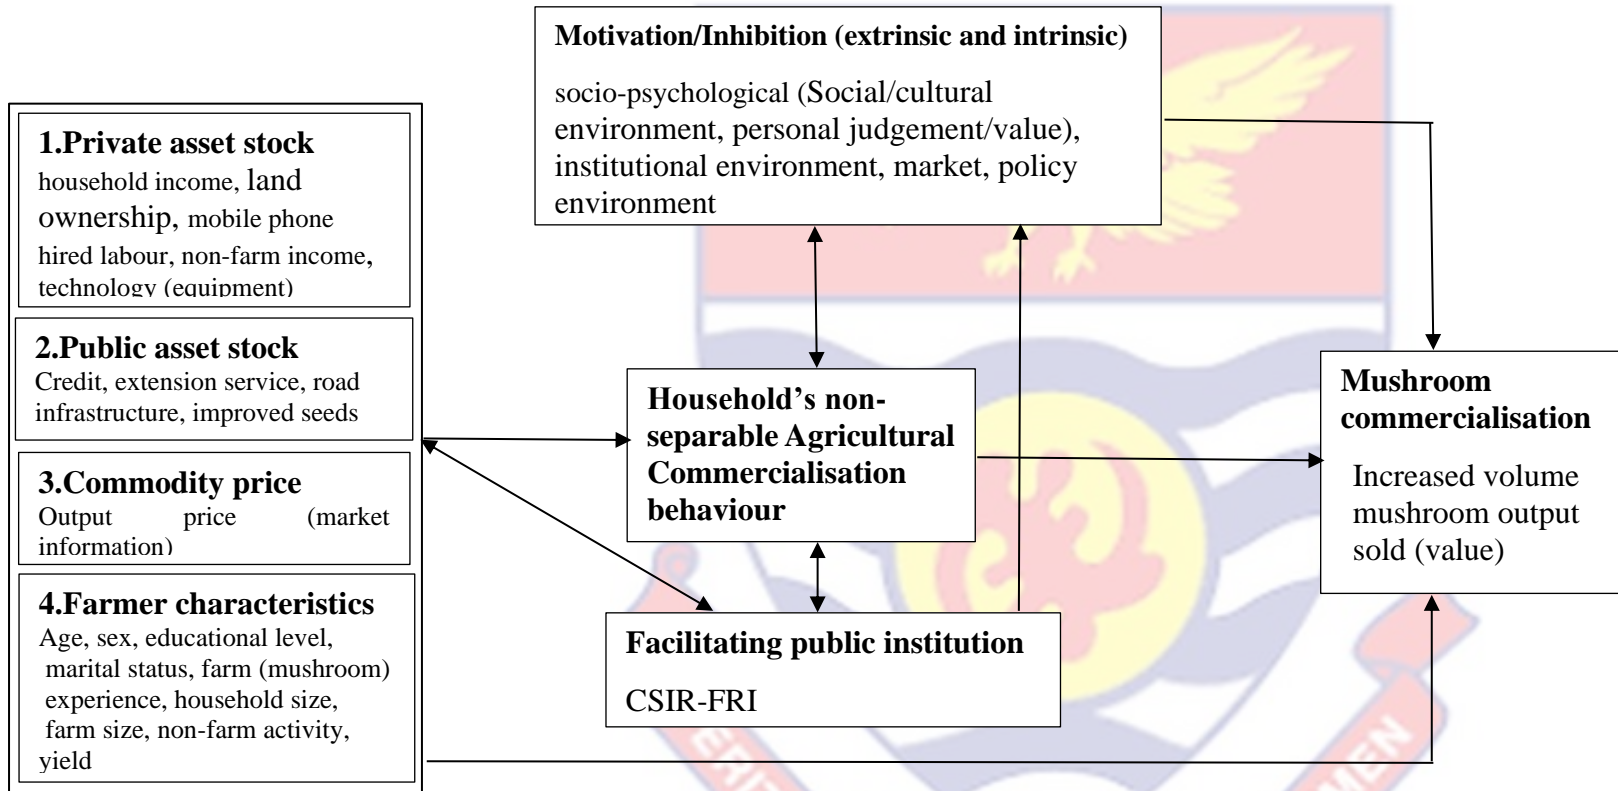 Motivation/Inhibition (extrinsic and intrinsic)
socio-psychological (Social/cultural
environment, personal judgement/value),
institutional environment, market, policy
environment
1.Private asset stock
household income, land
ownership, mobile phone
hired labour, non-farm income,
technology (equipment)
2.Public asset stock
Credit, extension service, road
infrastructure, improved seeds
3.Commodity price
Output price (market
information)
4.Farmer characteristics
Age, sex, educational level,
marital status, farm (mushroom)
experience, household size,
farm size, non-farm activity,
yield
Household's non-
separable Agricultural
Commercialisation
behaviour
Facilitating public institution
CSIR-FRI
Mushroom
commercialisation
Increased volume
mushroom output
sold (value)